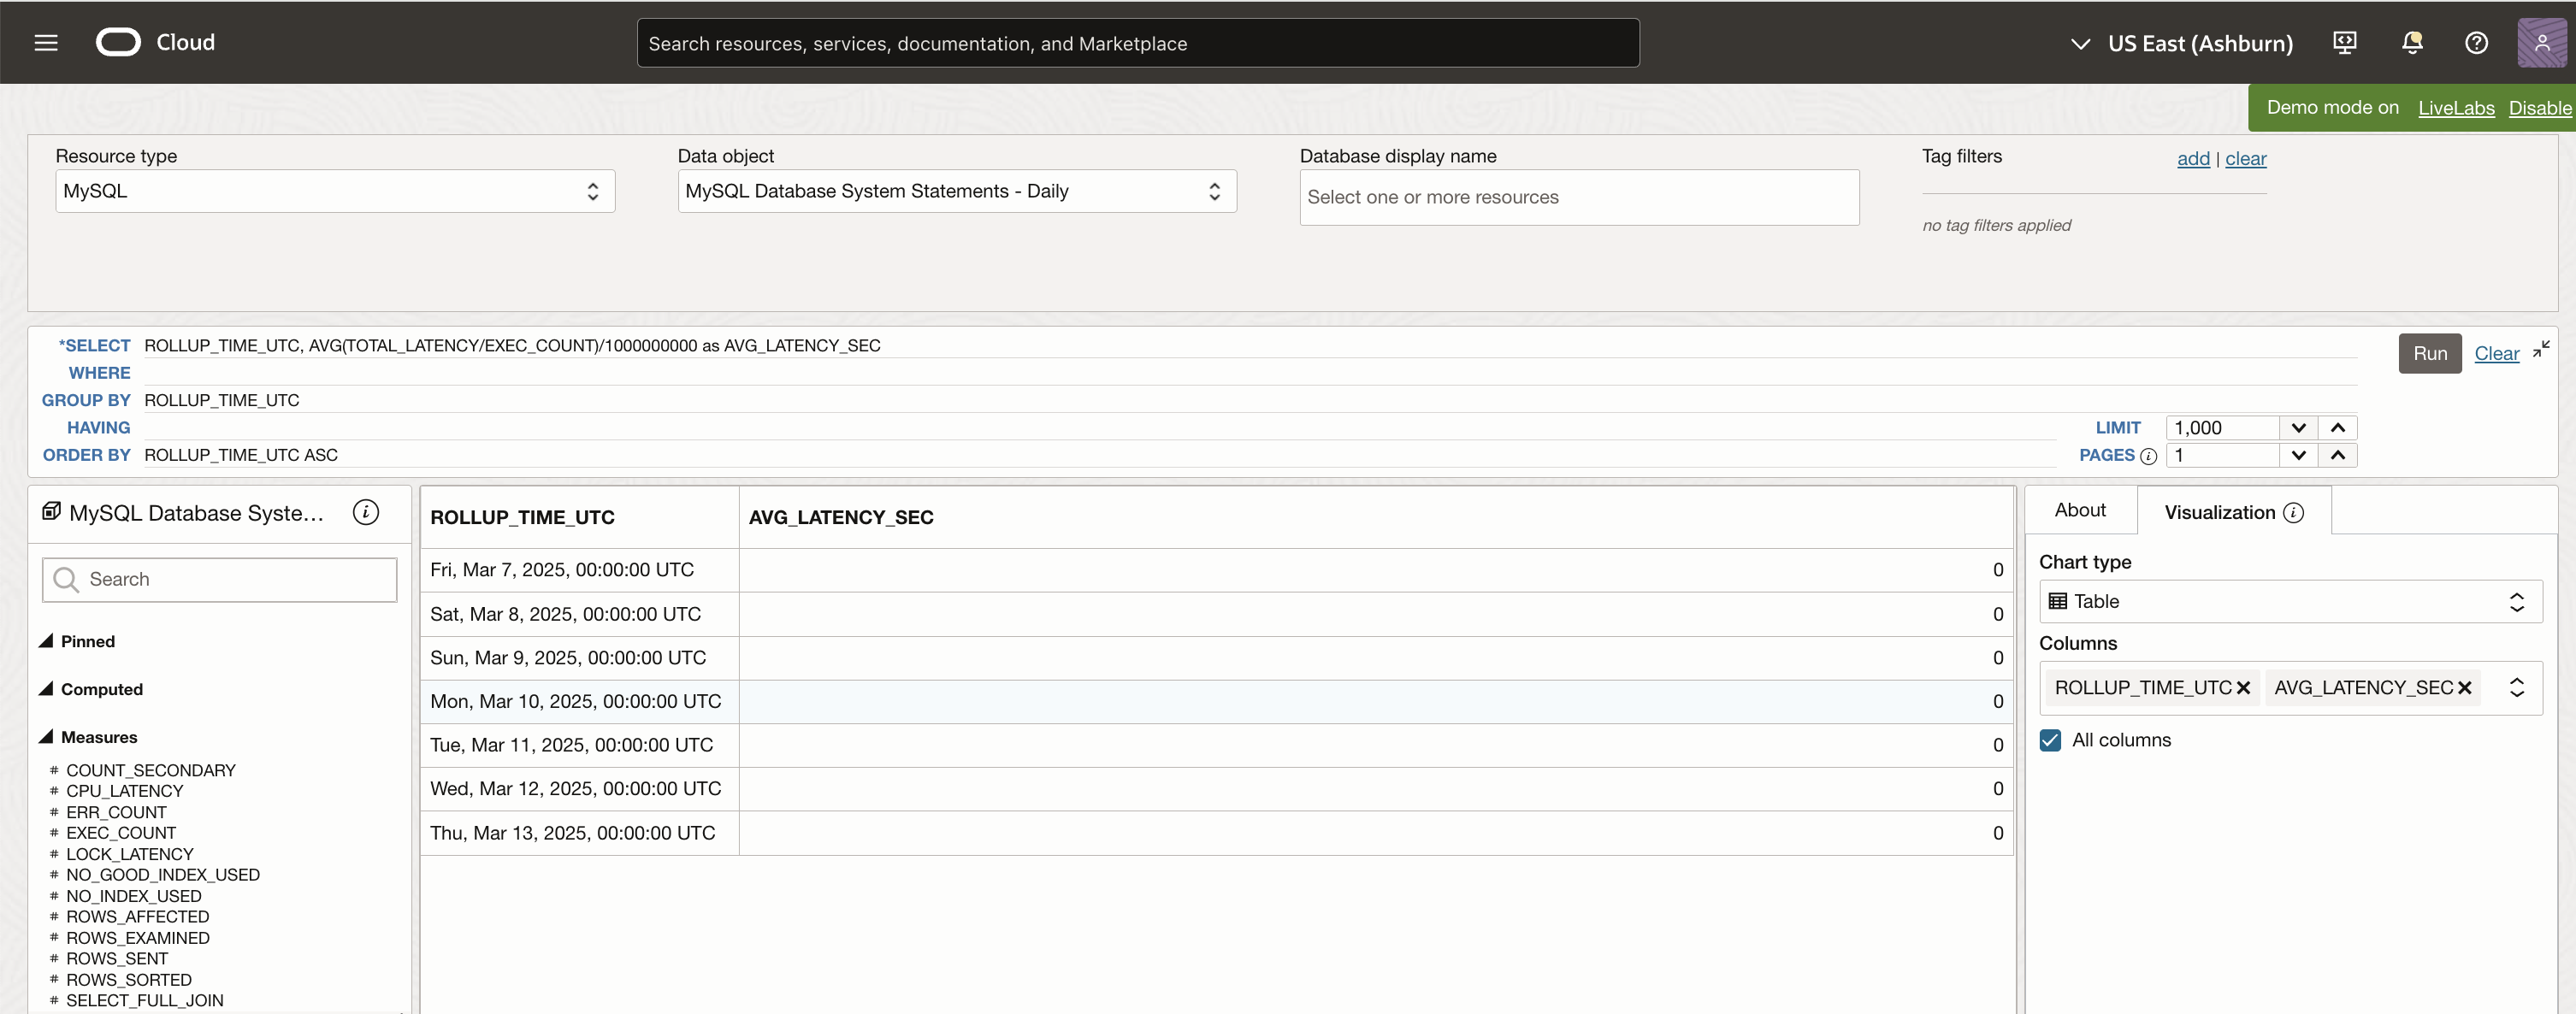 Cloud
Search resources, services, documentation, and Marketplace
US East (Ashburn)
Demo mode on LiveLabs Disable
Resource type
MySQL
Data object
MySQL Database System Statements - Daily
Database display name
Select one or more resources
Tag filters
add | clear
no tag filters applied
*SELECT ROLLUP_TIME_UTC, AVG(TOTAL_LATENCY/EXEC_COUNT)/1000000000 as AVG_LATENCY_SEC
Run Clear
WHERE
GROUP BY ROLLUP_TIME_UTC
HAVING
LIMIT 1,000
ORDER BY ROLLUP_TIME_UTC ASC
PAGES 1
MySQL Database Syste...
Search
Pinned
Computed
Measures
# COUNT_SECONDARY
# CPU_LATENCY
# ERR_COUNT
# EXEC_COUNT
# LOCK_LATENCY
# NO_GOOD_INDEX_USED
# NO_INDEX_USED
# ROWS_AFFECTED
# ROWS_EXAMINED
# ROWS_SENT
# ROWS_SORTED
# SELECT_FULL_JOIN
ROLLUP_TIME_UTC AVG_LATENCY_SEC
Fri, Mar 7, 2025, 00:00:00 UTC 0
Sat, Mar 8, 2025, 00:00:00 UTC 0
Sun, Mar 9, 2025, 00:00:00 UTC 0
Mon, Mar 10, 2025, 00:00:00 UTC 0
Tue, Mar 11, 2025, 00:00:00 UTC 0
Wed, Mar 12, 2025, 00:00:00 UTC 0
Thu, Mar 13, 2025, 00:00:00 UTC 0
About Visualization
Chart type
Table
Columns
ROLLUP_TIME_UTC AVG_LATENCY_SEC
All columns